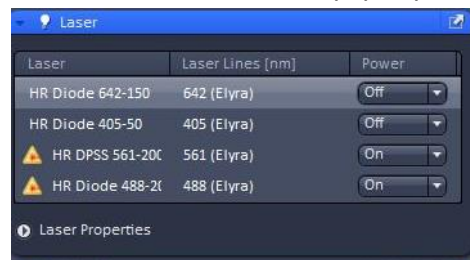 Laser
Laser Laser Lines [nm] Power
HR Diode 642-150 642 (Elyra) Off
HR Diode 405-50 405 (Elyra) Off
HR DPSS 561-200 561 (Elyra) On
HR Diode 488-20 488 (Elyra) On
Laser Properties